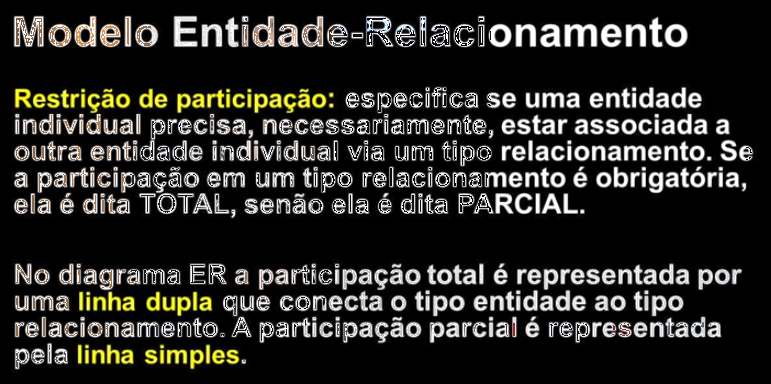 Modelo Entidade-Relacionamento
Restrição de participação: especifica se uma entidade
individual precisa, necessariamente, estar associada a
outra entidade individual via um tipo relacionamento. Se
a participação em um tipo relacionamento é obrigatória,
ela é dita TOTAL, senão ela é dita PARCIAL.
No diagrama ER a participação total é representada por
uma linha dupla que conecta o tipo entidade ao tipo
relacionamento. A participação parcial é representada
pela linha simples.